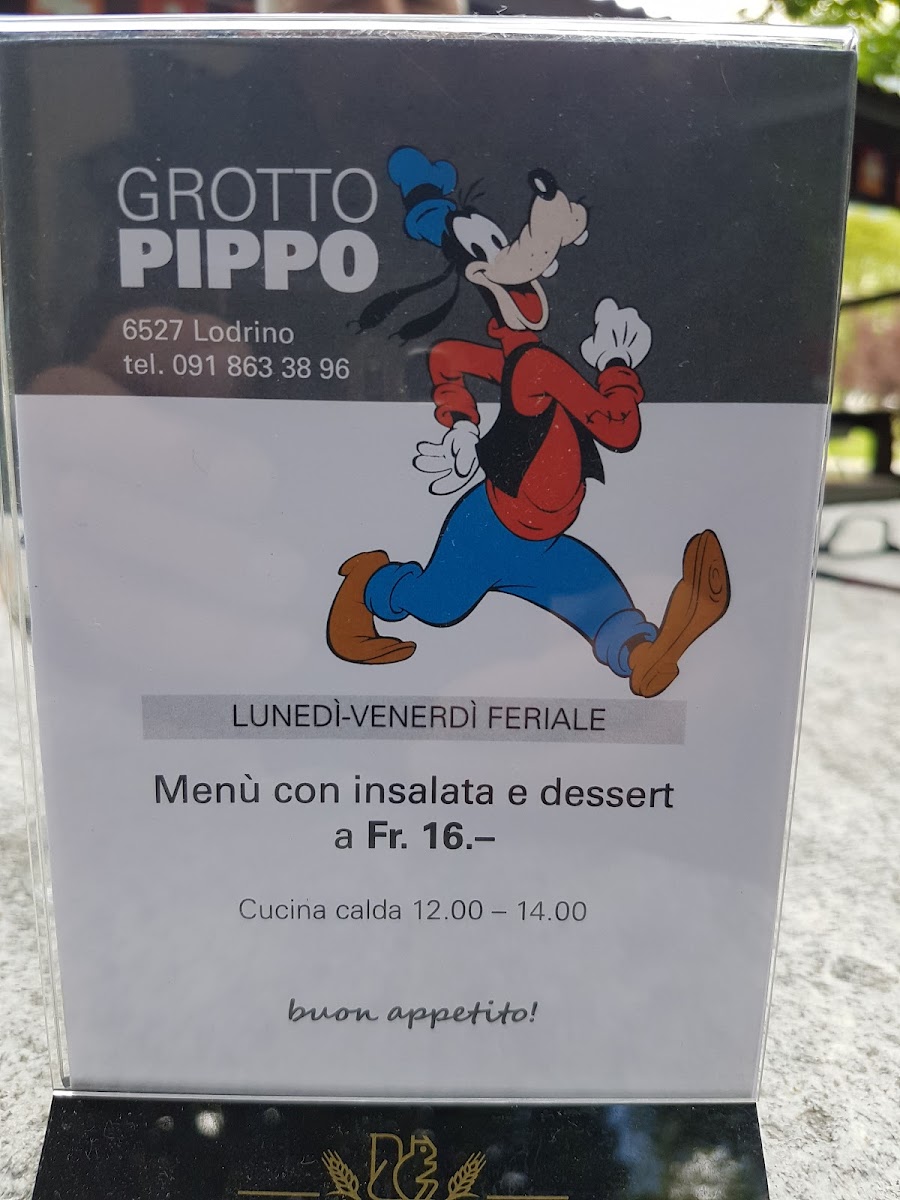 GROTTO
PIPPO
6527 Lodrino
tel. 091 863 38 96
LUNEDÌ-VENERDÌ FERIALE
Menù con insalata e dessert
a Fr. 16.–
Cucina calda 12.00 – 14.00
buon appetito!